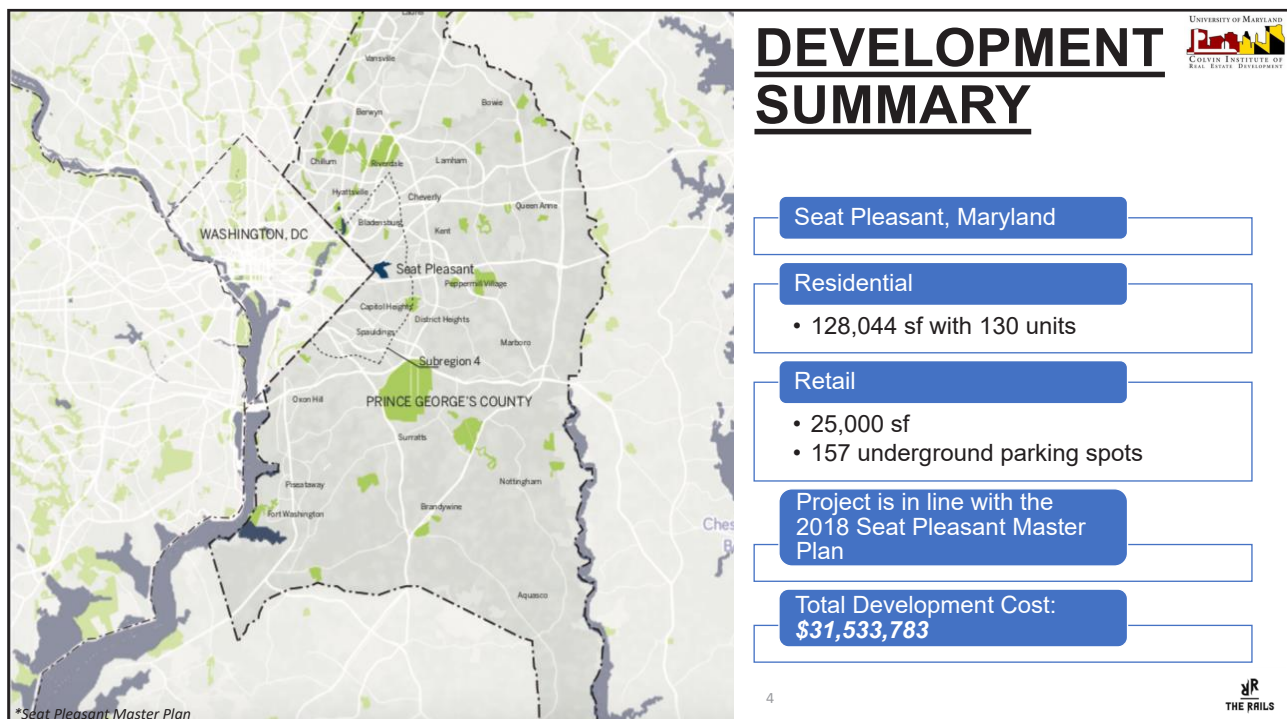 DEVELOPMENT
SUMMARY
UNIVERSITY OF MARYLAND
COLVIN INSTITUTE OF
REAL ESTATE DEVELOPMENT
Seat Pleasant, Maryland
Residential
• 128,044 sf with 130 units
Retail
• 25,000 sf
• 157 underground parking spots
Project is in line with the
2018 Seat Pleasant Master
Plan
Total Development Cost:
$31,533,783
4
THE RAILS
Laurel
Vansville
Bowie
Berwyn
Chillum
Riverdale
Lanham
Hyattsville
Cheverly
Queen Anne
Bladensburg
Kent
WASHINGTON, DC
Seat Pleasant
Peppermill Village
Capitol Heights
District Heights
Spauldings
Marboro
Subregion 4
Oxon Hill
PRINCE GEORGE'S COUNTY
Surratts
Nottingham
Piscataway
Brandywine
Fort Washington
Ches
B
Aquasco
*Seat Pleasant Master Plan